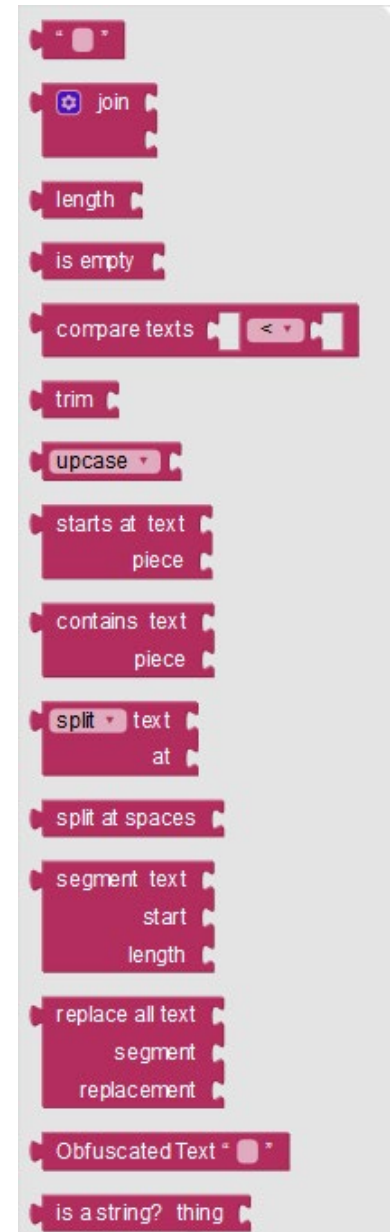 “ ”
join
length
is empty
compare texts <
trim
upcase
starts at text
piece
contains text
piece
split text
at
split at spaces
segment text
start
length
replace all text
segment
replacement
Obfuscated Text “ ”
is a string? thing